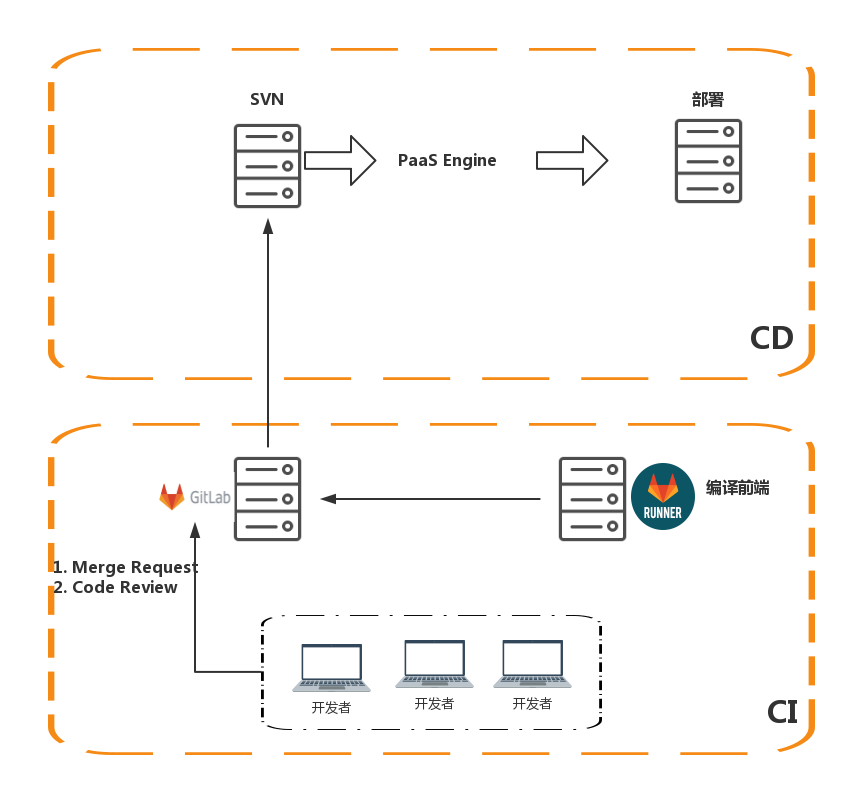 SVN
部署
PaaS Engine
CD
GitLab
RUNNER
编译前端
1. Merge Request
2. Code Review
开发者
开发者
开发者
CI